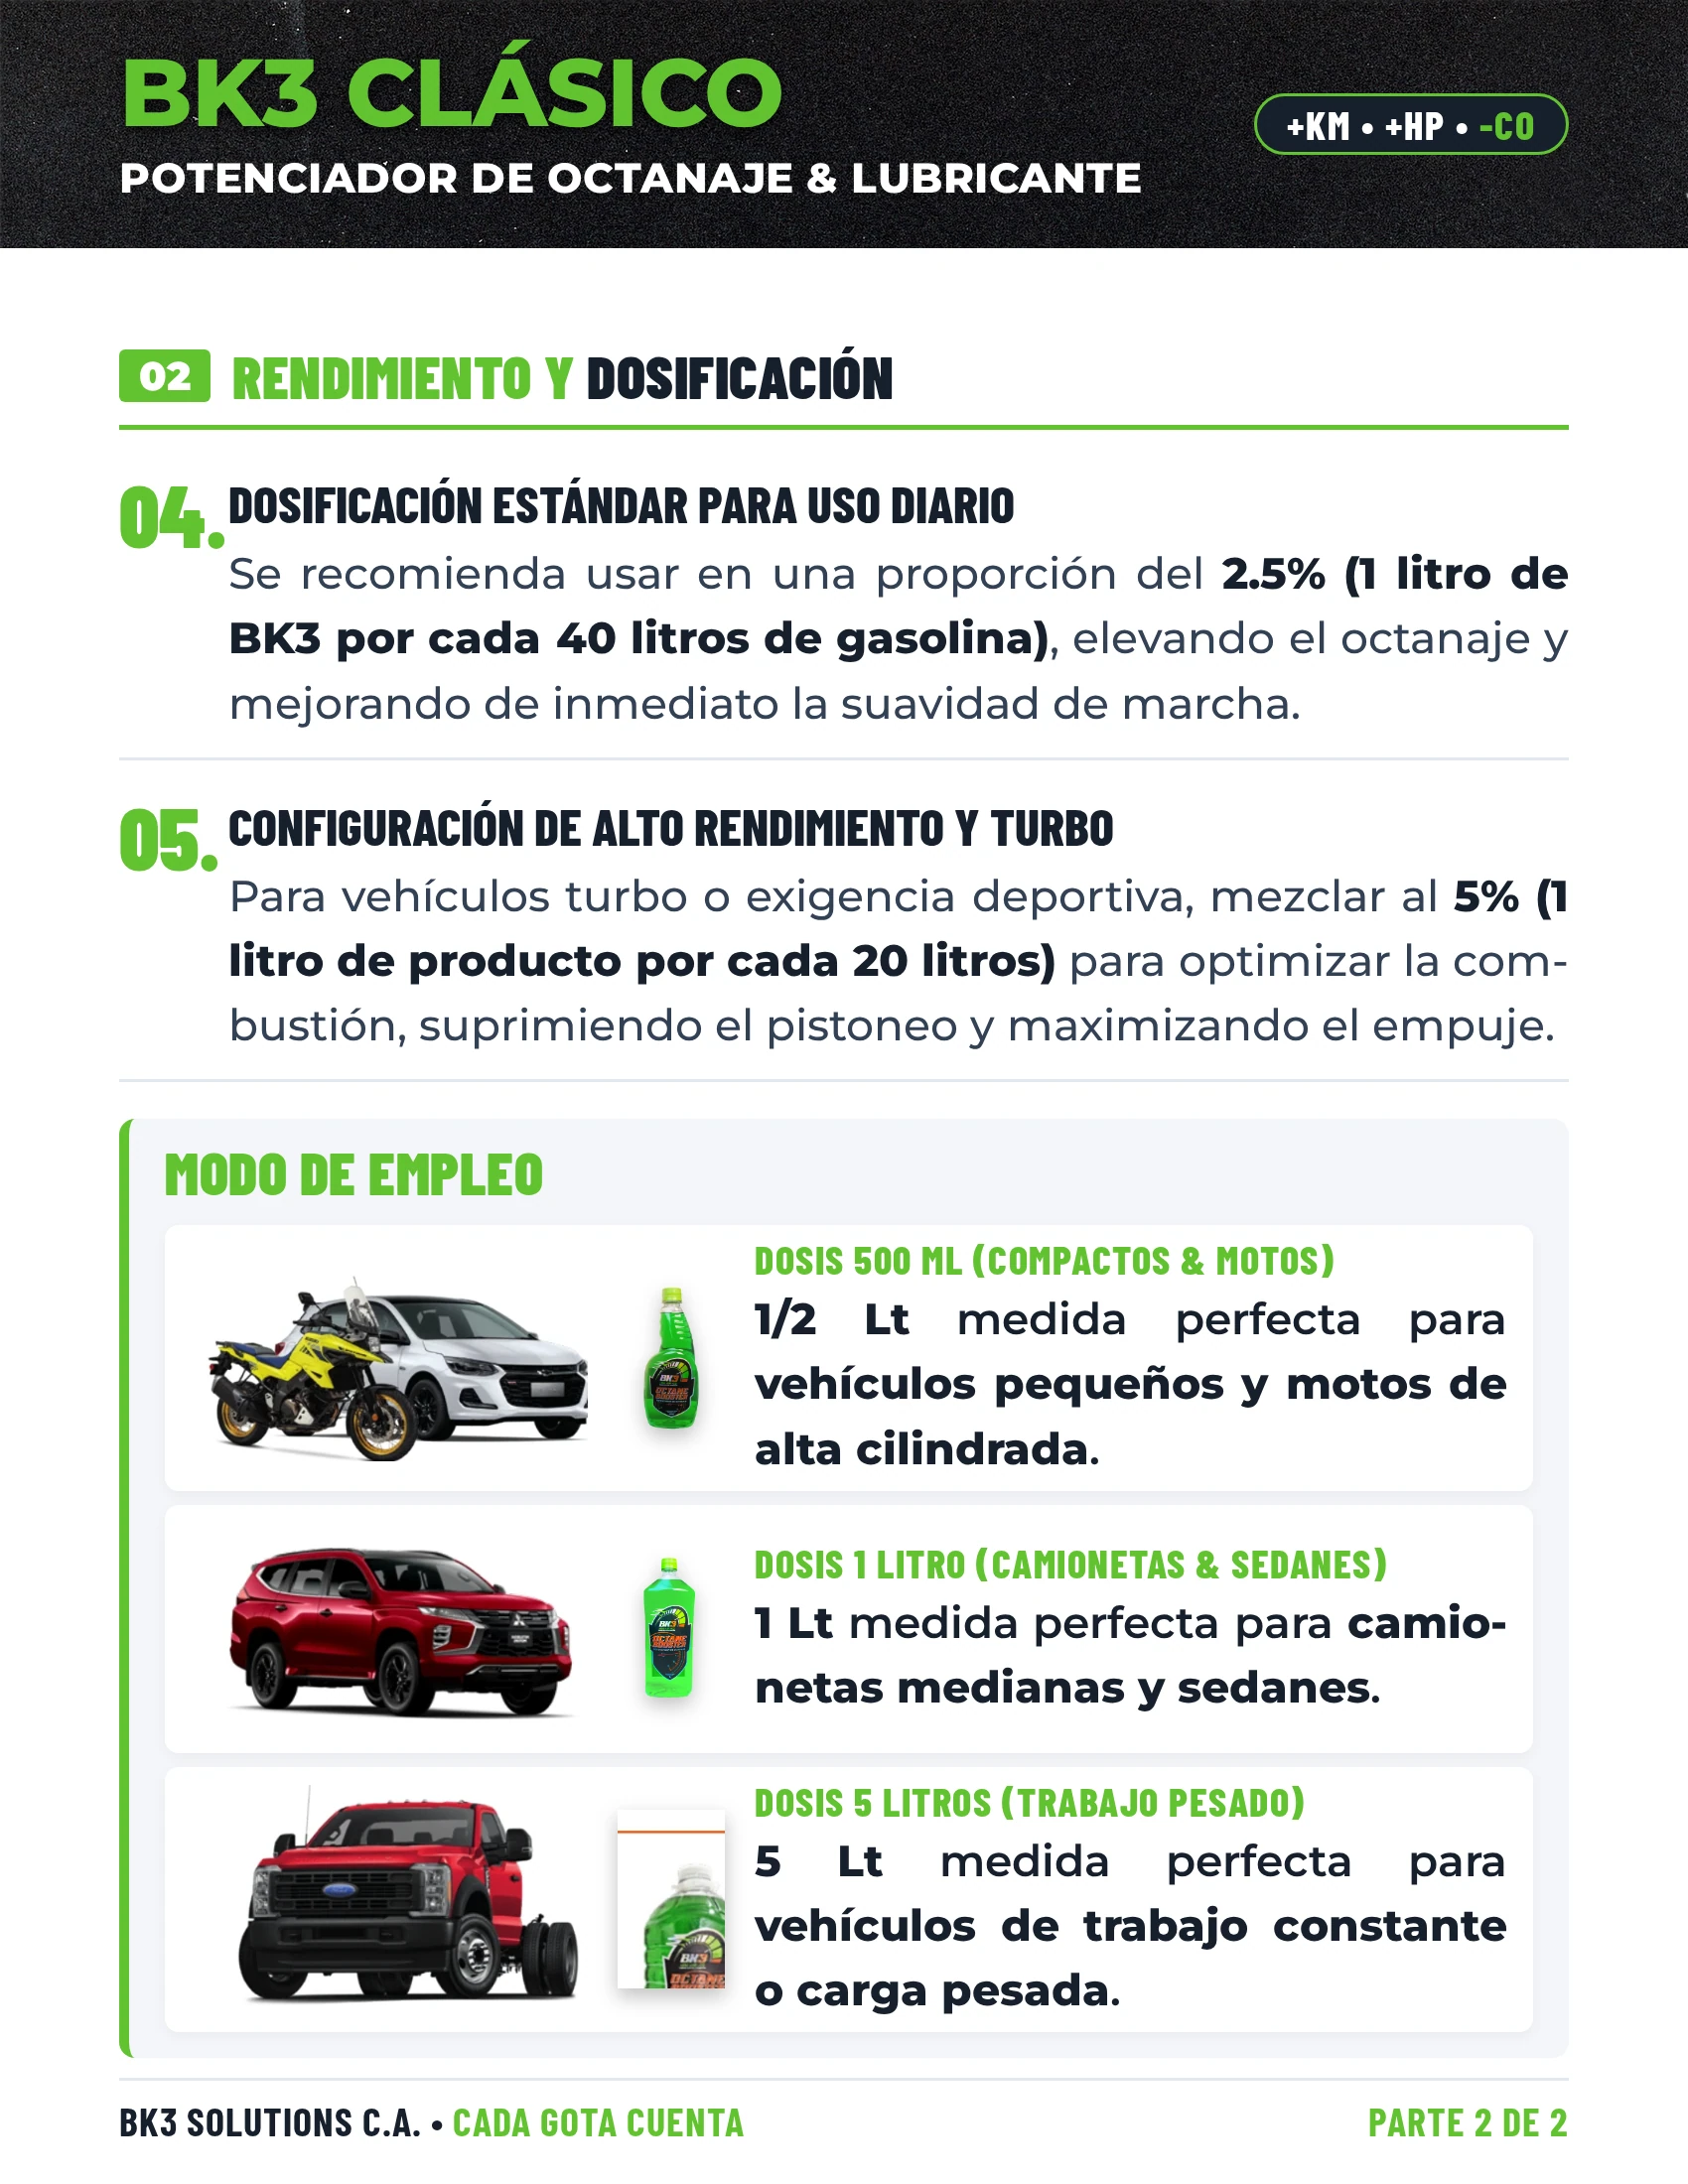 BK3 CLÁSICO
POTENCIADOR DE OCTANAJE & LUBRICANTE
+KM • +HP • -CO
02 RENDIMIENTO Y DOSIFICACIÓN
04. DOSIFICACIÓN ESTÁNDAR PARA USO DIARIO
Se recomienda usar en una proporción del 2.5% (1 litro de
BK3 por cada 40 litros de gasolina), elevando el octanaje y
mejorando de inmediato la suavidad de marcha.
05. CONFIGURACIÓN DE ALTO RENDIMIENTO Y TURBO
Para vehículos turbo o exigencia deportiva, mezclar al 5% (1
litro de producto por cada 20 litros) para optimizar la com-
bustión, suprimiendo el pistoneo y maximizando el empuje.
MODO DE EMPLEO
BK3
OCTANE
BOOSTER
DOSIS 500 ML (COMPACTOS & MOTOS)
1/2 Lt medida perfecta para
vehículos pequeños y motos de
alta cilindrada.
BK3
OCTANE
BOOSTER
DOSIS 1 LITRO (CAMIONETAS & SEDANES)
1 Lt medida perfecta para camio-
netas medianas y sedanes.
BK3
DOSIS 5 LITROS (TRABAJO PESADO)
5 Lt medida perfecta para
vehículos de trabajo constante
o carga pesada.
BK3 SOLUTIONS C.A. • CADA GOTA CUENTA
PARTE 2 DE 2